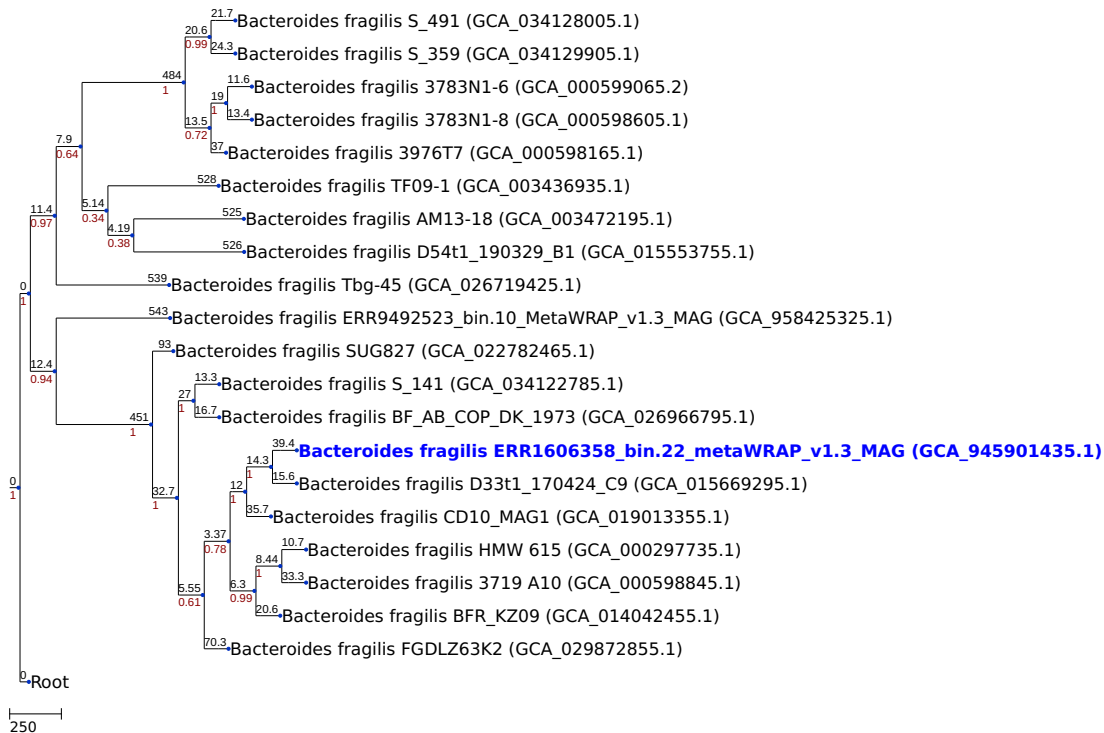 21.7
Bacteroides fragilis S_491 (GCA_034128005.1)
20.6
0.99
24.3
Bacteroides fragilis S_359 (GCA_034129905.1)
484
1
11.6
Bacteroides fragilis 3783N1-6 (GCA_000599065.2)
19
1
13.4
Bacteroides fragilis 3783N1-8 (GCA_000598605.1)
13.5
0.72
37
Bacteroides fragilis 3976T7 (GCA_000598165.1)
7.9
0.64
528
Bacteroides fragilis TF09-1 (GCA_003436935.1)
5.14
0.34
525
Bacteroides fragilis AM13-18 (GCA_003472195.1)
4.19
0.38
526
Bacteroides fragilis D54t1_190329_B1 (GCA_015553755.1)
11.4
0.97
539
Bacteroides fragilis Tbg-45 (GCA_026719425.1)
0
1
543
Bacteroides fragilis ERR9492523_bin.10_MetaWRAP_v1.3_MAG (GCA_958425325.1)
12.4
0.94
93
Bacteroides fragilis SUG827 (GCA_022782465.1)
451
1
13.3
Bacteroides fragilis S_141 (GCA_034122785.1)
27
1
16.7
Bacteroides fragilis BF_AB_COP_DK_1973 (GCA_026966795.1)
32.7
1
39.4
Bacteroides fragilis ERR1606358_bin.22_metaWRAP_v1.3_MAG (GCA_945901435.1)
14.3
1
15.6
Bacteroides fragilis D33t1_170424_C9 (GCA_015669295.1)
12
1
35.7
Bacteroides fragilis CD10_MAG1 (GCA_019013355.1)
3.37
0.78
10.7
Bacteroides fragilis HMW 615 (GCA_000297735.1)
8.44
1
33.3
Bacteroides fragilis 3719 A10 (GCA_000598845.1)
6.3
0.99
20.6
Bacteroides fragilis BFR_KZ09 (GCA_014042455.1)
5.55
0.61
70.3
Bacteroides fragilis FGDLZ63K2 (GCA_029872855.1)
0
1
0
Root
250